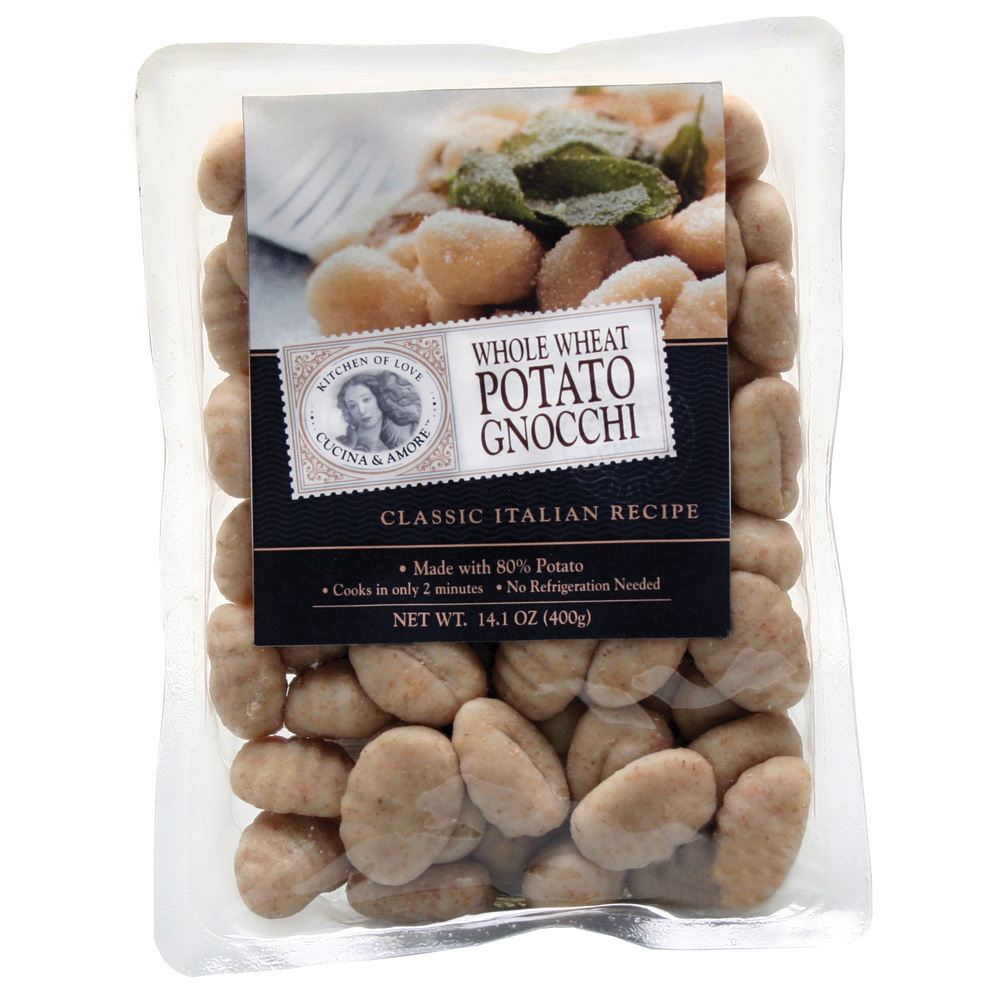 KITCHEN OF LOVE
CUCINA & AMORE™
WHOLE WHEAT
POTATO
GNOCCHI
CLASSIC ITALIAN RECIPE
• Made with 80% Potato
• Cooks in only 2 minutes • No Refrigeration Needed
NET WT. 14.1 OZ (400g)